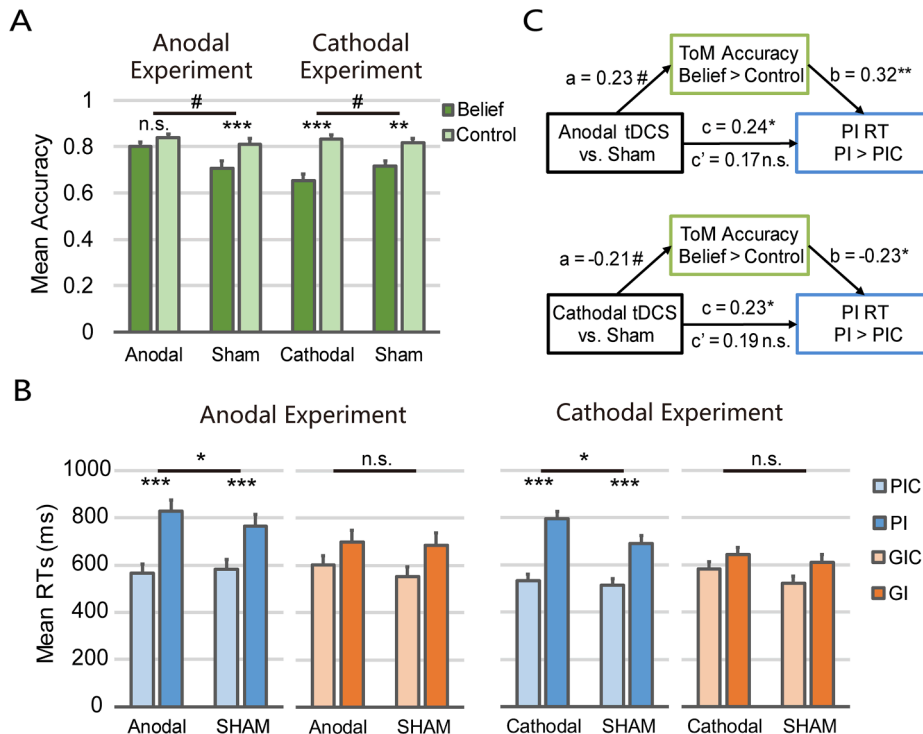 A
Anodal
Experiment
Cathodal
Experiment
Mean Accuracy
1
0.8
0.6
0.4
0.2
0
#
n.s.
***
#
***
**
Belief
Control
Anodal
Sham
Cathodal
Sham
C
ToM Accuracy
Belief > Control
a = 0.23 #
b = 0.32**
Anodal tDCS
vs. Sham
c = 0.24*
c' = 0.17 n.s.
PI RT
PI > PIC
ToM Accuracy
Belief > Control
a = -0.21 #
b = -0.23*
Cathodal tDCS
vs. Sham
c = 0.23*
c' = 0.19 n.s.
PI RT
PI > PIC
B
Anodal Experiment
Cathodal Experiment
Mean RTs (ms)
1000
800
600
400
200
0
*
***
***
n.s.
*
***
***
n.s.
PIC
PI
GIC
GI
Anodal
SHAM
Anodal
SHAM
Cathodal
SHAM
Cathodal
SHAM